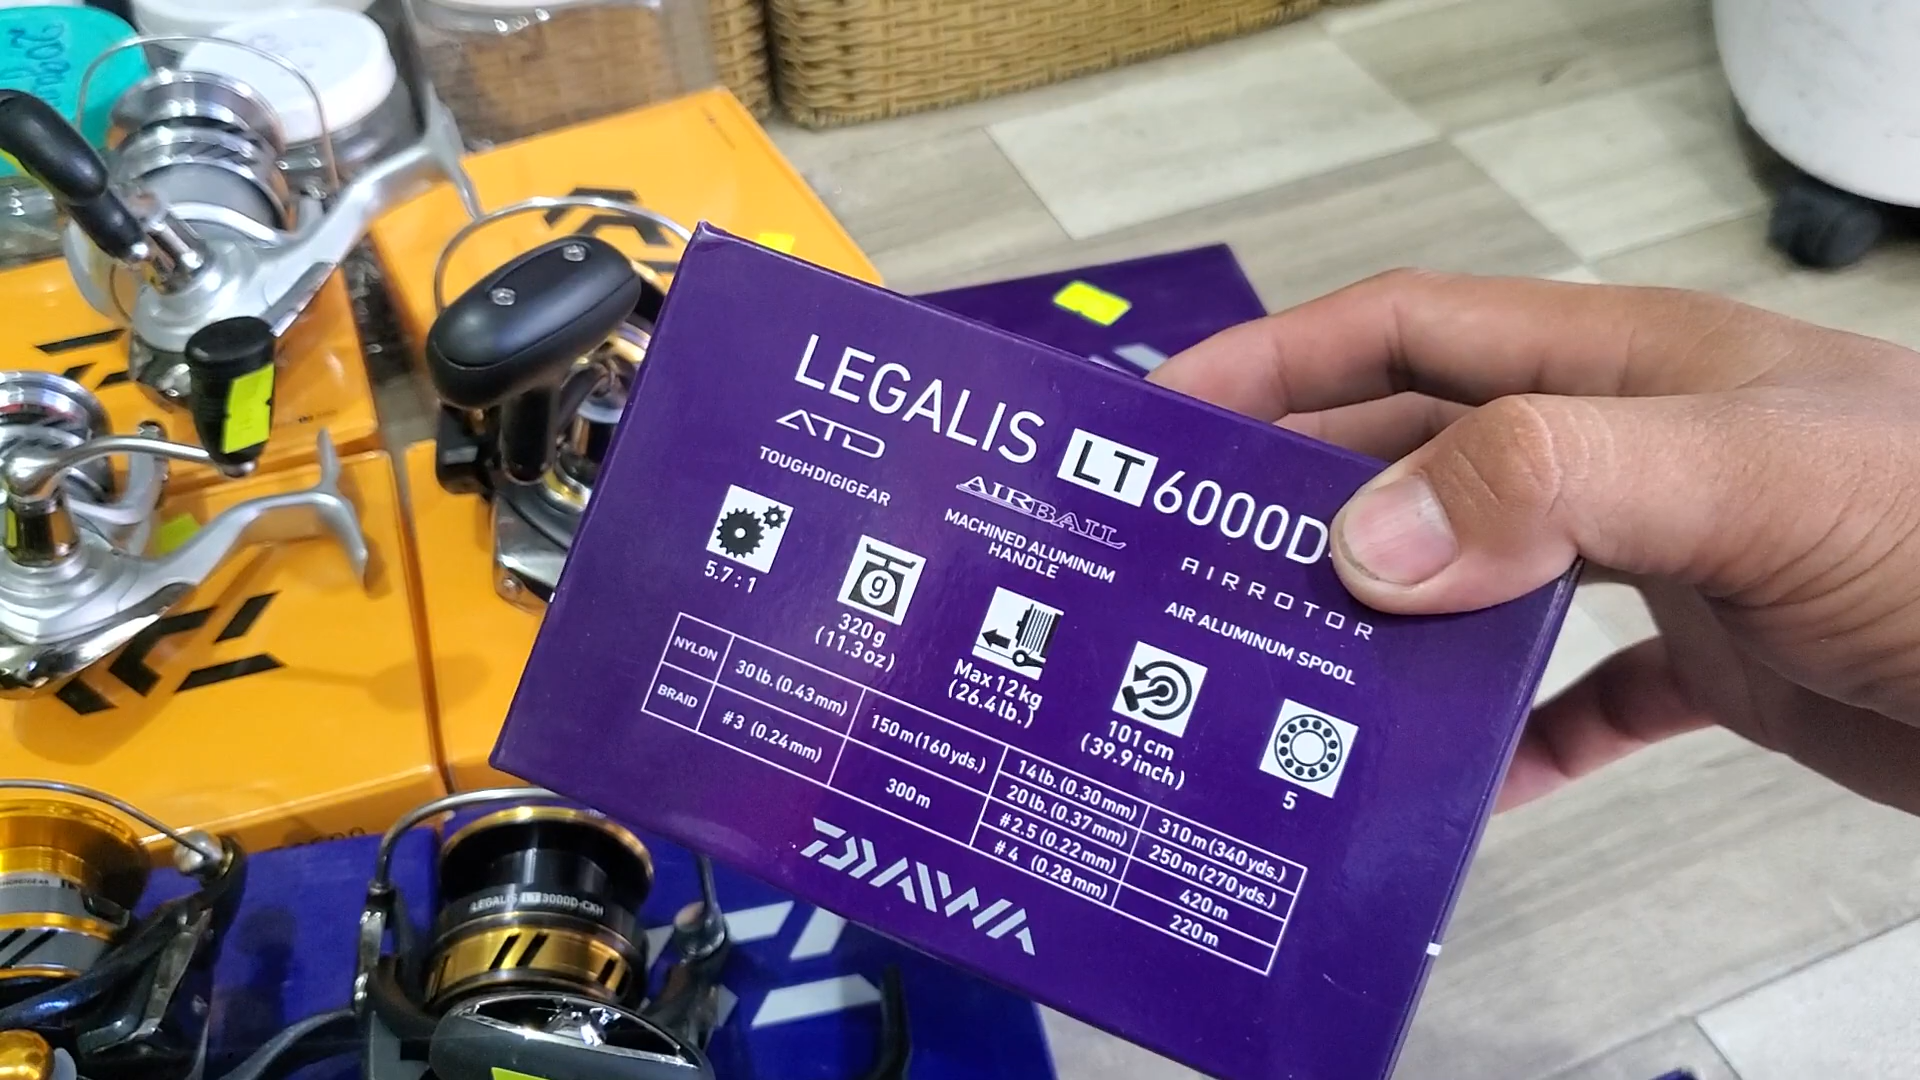 LEGALIS LT 6000D
ATD
TOUGHDIGIGEAR
AIRBAIL
MACHINED ALUMINUM
HANDLE
AIRROTOR
AIR ALUMINUM SPOOL
5.7 : 1
320g
(11.3oz)
Max 12kg
(26.4lb.)
101cm
(39.9inch)
5
NYLON 30lb. (0.43mm) 150m (160yds.) 14lb. (0.30mm) 310m (340yds.)
20lb. (0.37mm) 250m (270yds.)
BRAID #3 (0.24mm) 300m #2.5 (0.22mm) 420m
#4 (0.28mm) 220m
DAIWA
LEGALIS LT3000D-CXH